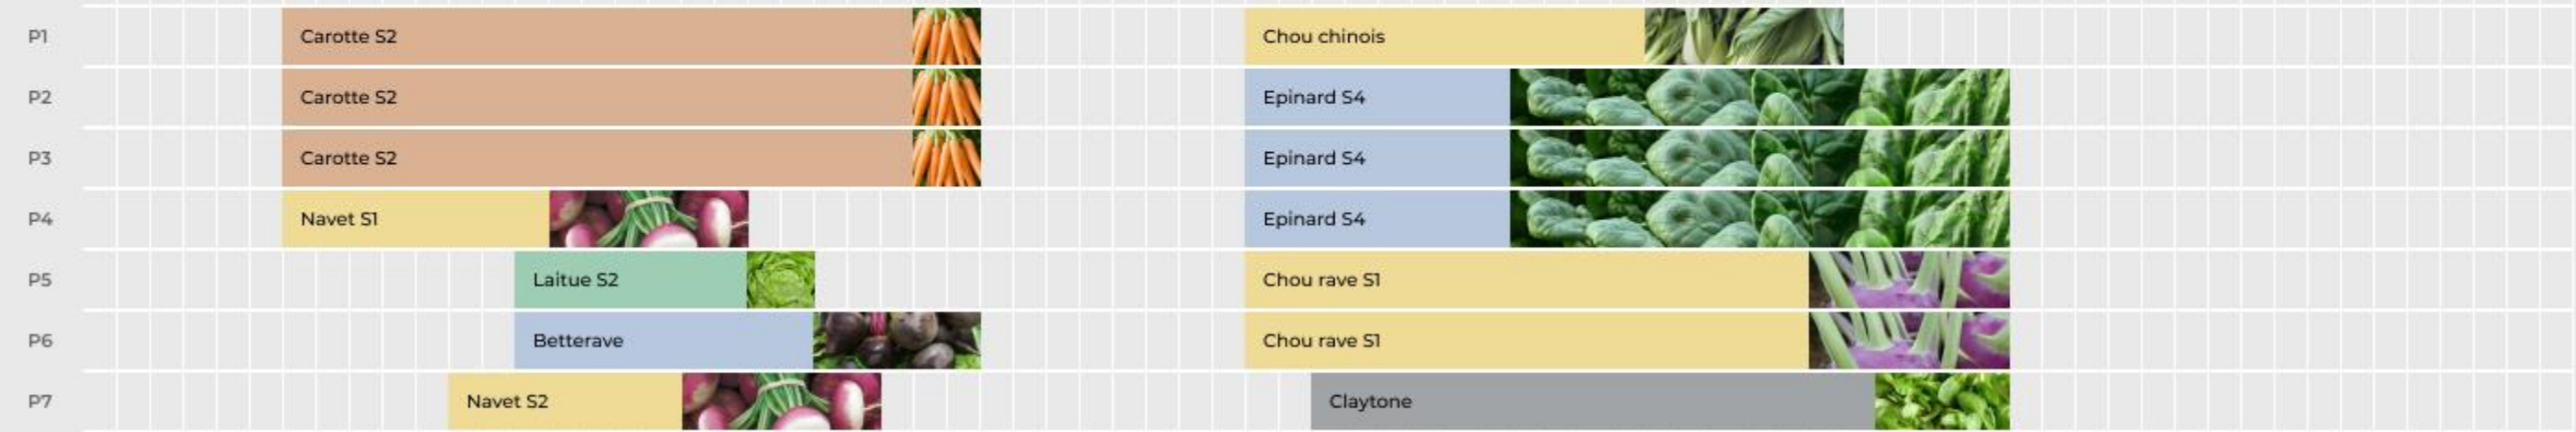 P1 Carotte S2 Chou chinois
P2 Carotte S2 Epinard S4
P3 Carotte S2 Epinard S4
P4 Navet S1 Epinard S4
P5 Laitue S2 Chou rave S1
P6 Betterave Chou rave S1
P7 Navet S2 Claytone